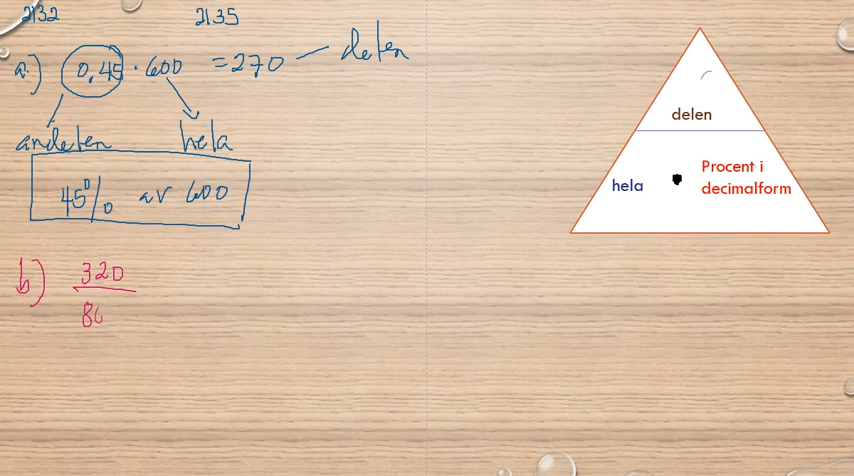 2132 2135
a) 0,45 · 600 = 270 — delen
andelen hela
45% av 600
b) 320
80
delen
hela • Procent i
decimalform